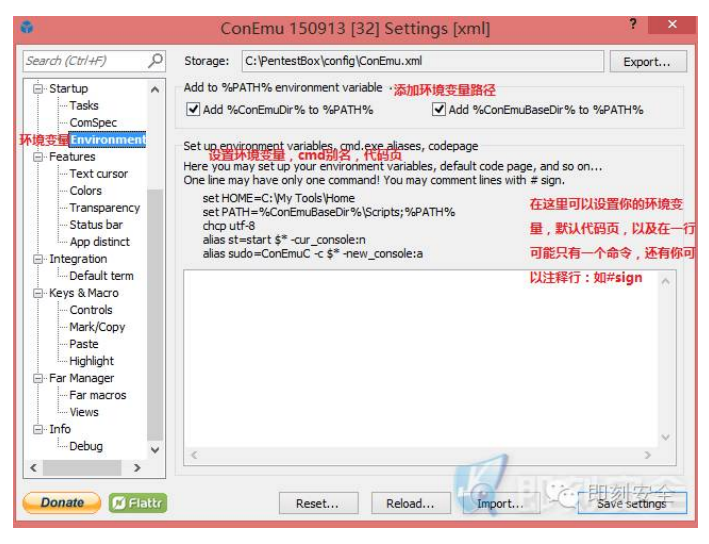 ConEmu 150913 [32] Settings [xml]
?
×
Search (Ctrl+F)
Storage:
C:\PentestBox\config\ConEmu.xml
Export...
Startup
Tasks
ComSpec
环境变量
Environment
Features
Text cursor
Colors
Transparency
Status bar
App distinct
Integration
Default term
Keys & Macro
Controls
Mark/Copy
Paste
Highlight
Far Manager
Far macros
Views
Info
Debug
Add to %PATH% environment variable
添加环境变量路径
Add %ConEmuDir% to %PATH%
Add %ConEmuBaseDir% to %PATH%
Set up environment variables, cmd.exe aliases, codepage
设置环境变量，cmd别名，代码页
Here you may set up your environment variables, default code page, and so on...
One line may have only one command! You may comment lines with # sign.
set HOME=C:\My Tools\Home
set PATH=%ConEmuBaseDir%\Scripts;%PATH%
chcp utf-8
alias st=start $* -cur_console:n
alias sudo=ConEmuC -c $* -new_console:a
在这里可以设置你的环境变
量，默认代码页，以及在一行
可能只有一个命令，还有你可
以注释行：如#sign
Donate
Flattr
Reset...
Reload...
Import...
Save settings
即刻安全